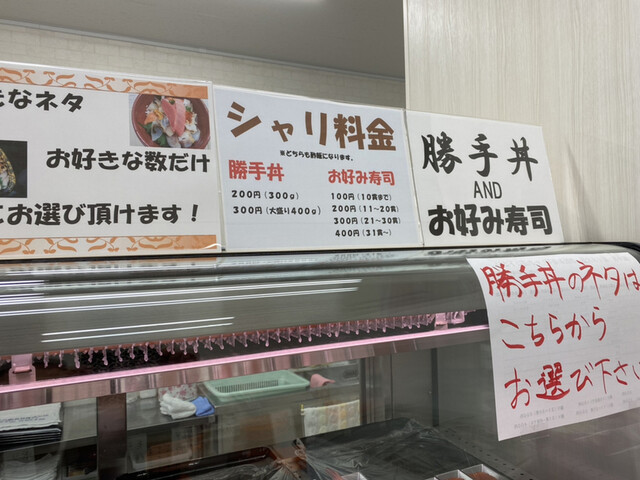 なネタ
お好きな数だけ
お選び頂けます！
シャリ料金
※どちらも酢飯になります。
勝手丼
200円（300g）
300円（大盛り400g）
お好み寿司
100円（10貫まで）
200円（11～20貫）
300円（21～30貫）
400円（31貫～）
勝手丼
AND
お好み寿司
勝手丼のネタは
こちらから
お選び下さい